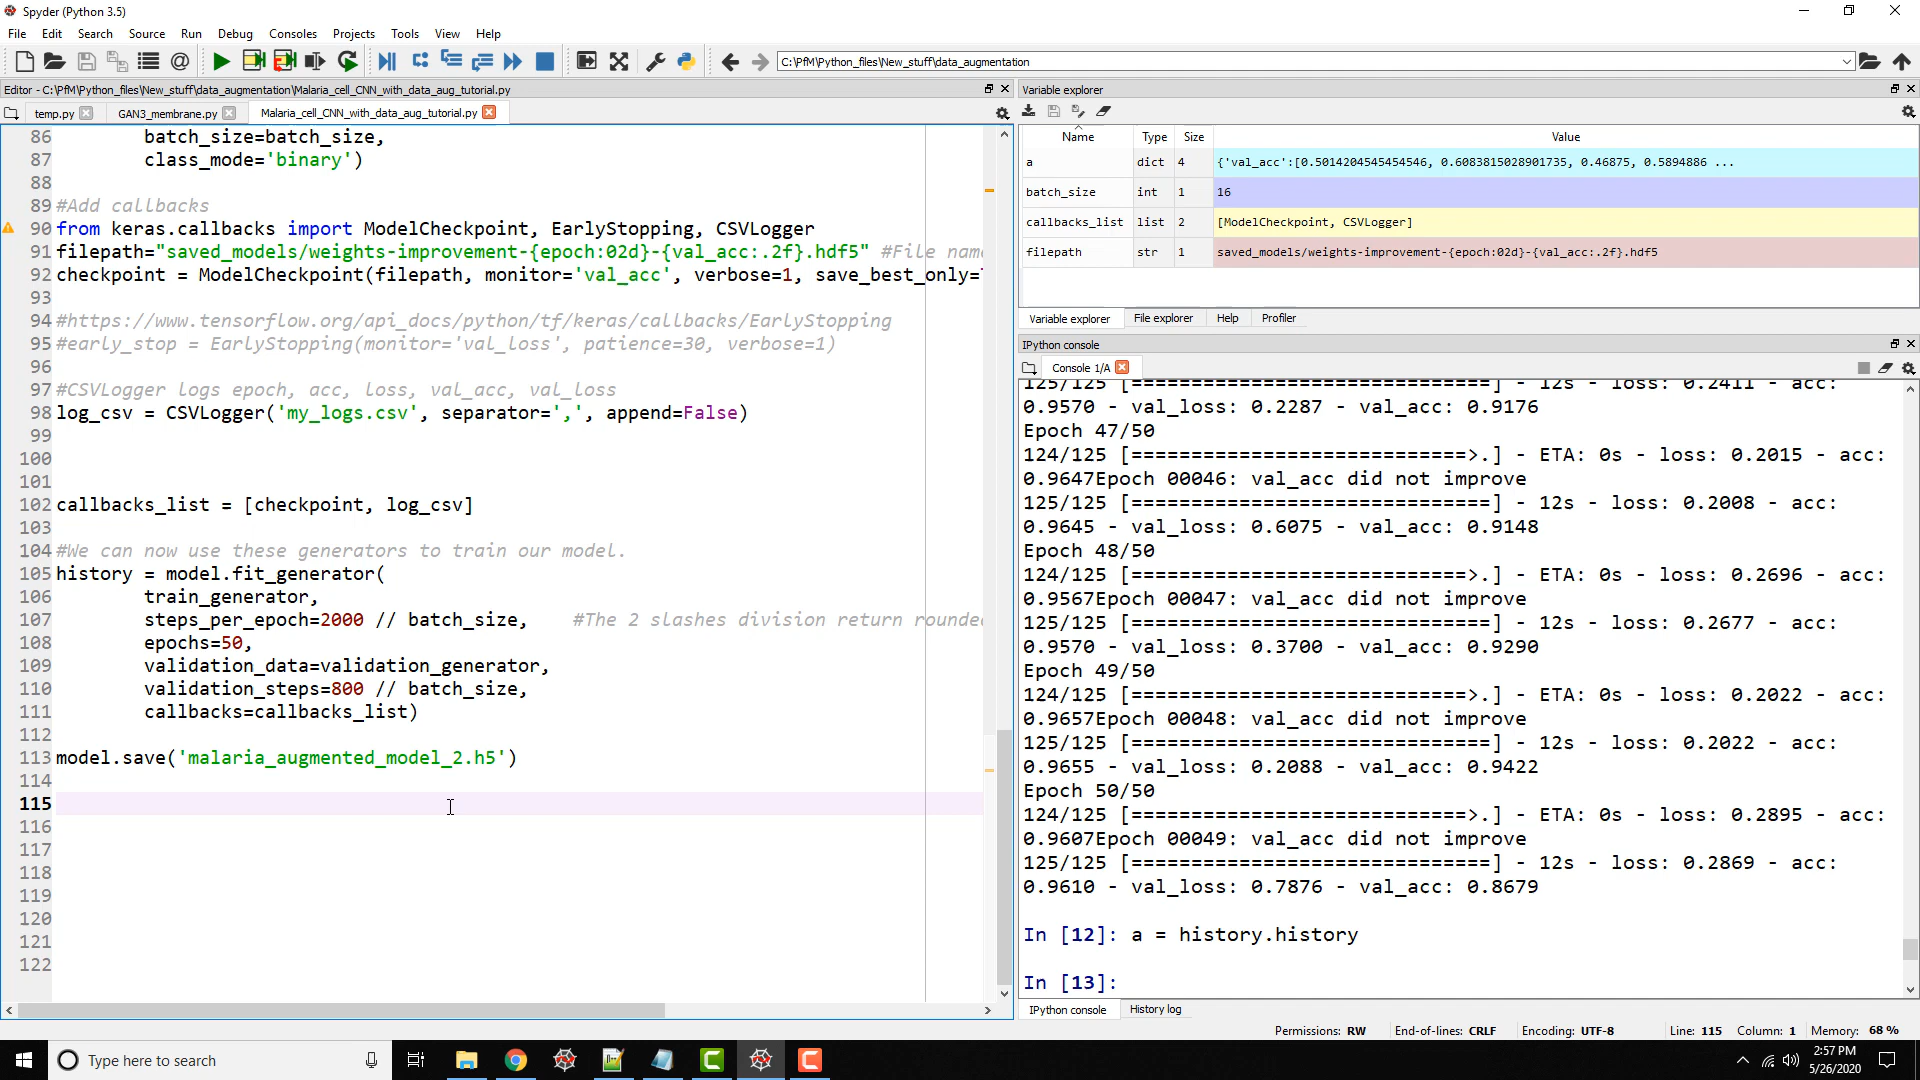 Spyder (Python 3.5)
File Edit Search Source Run Debug Consoles Projects Tools View Help
C:\PfM\Python_files\New_stuff\data_augmentation
Editor - C:\PfM\Python_files\New_stuff\data_augmentation\Malaria_cell_CNN_with_data_aug_tutorial.py
temp.py GAN3_membrane.py Malaria_cell_CNN_with_data_aug_tutorial.py
86 batch_size=batch_size,
87 class_mode='binary')
88
89 #Add callbacks
90 from keras.callbacks import ModelCheckpoint, EarlyStopping, CSVLogger
91 filepath="saved_models/weights-improvement-{epoch:02d}-{val_acc:.2f}.hdf5" #File nam
92 checkpoint = ModelCheckpoint(filepath, monitor='val_acc', verbose=1, save_best_only=
93
94 #https://www.tensorflow.org/api_docs/python/tf/keras/callbacks/EarlyStopping
95 #early_stop = EarlyStopping(monitor='val_loss', patience=30, verbose=1)
96
97 #CSVLogger logs epoch, acc, loss, val_acc, val_loss
98 log_csv = CSVLogger('my_logs.csv', separator=',', append=False)
99
100
101
102 callbacks_list = [checkpoint, log_csv]
103
104 #We can now use these generators to train our model.
105 history = model.fit_generator(
106 train_generator,
107 steps_per_epoch=2000 // batch_size, #The 2 slashes division return rounde
108 epochs=50,
109 validation_data=validation_generator,
110 validation_steps=800 // batch_size,
111 callbacks=callbacks_list)
112
113 model.save('malaria_augmented_model_2.h5')
114
115
116
117
118
119
120
121
122
Variable explorer
Name Type Size Value
a dict 4 {'val_acc':[0.5014204545454546, 0.6083815028901735, 0.46875, 0.5894886 ...
batch_size int 1 16
callbacks_list list 2 [ModelCheckpoint, CSVLogger]
filepath str 1 saved_models/weights-improvement-{epoch:02d}-{val_acc:.2f}.hdf5
Variable explorer File explorer Help Profiler
IPython console
Console 1/A
125/125 [==============================] - 12s - loss: 0.2411 - acc:
0.9570 - val_loss: 0.2287 - val_acc: 0.9176
Epoch 47/50
124/125 [============================>.] - ETA: 0s - loss: 0.2015 - acc:
0.9647Epoch 00046: val_acc did not improve
125/125 [==============================] - 12s - loss: 0.2008 - acc:
0.9645 - val_loss: 0.6075 - val_acc: 0.9148
Epoch 48/50
124/125 [============================>.] - ETA: 0s - loss: 0.2696 - acc:
0.9567Epoch 00047: val_acc did not improve
125/125 [==============================] - 12s - loss: 0.2677 - acc:
0.9570 - val_loss: 0.3700 - val_acc: 0.9290
Epoch 49/50
124/125 [============================>.] - ETA: 0s - loss: 0.2022 - acc:
0.9657Epoch 00048: val_acc did not improve
125/125 [==============================] - 12s - loss: 0.2022 - acc:
0.9655 - val_loss: 0.2088 - val_acc: 0.9422
Epoch 50/50
124/125 [============================>.] - ETA: 0s - loss: 0.2895 - acc:
0.9607Epoch 00049: val_acc did not improve
125/125 [==============================] - 12s - loss: 0.2869 - acc:
0.9610 - val_loss: 0.7876 - val_acc: 0.8679
In [12]: a = history.history
In [13]:
IPython console History log
Permissions: RW End-of-lines: CRLF Encoding: UTF-8 Line: 115 Column: 1 Memory: 68 %
Type here to search
2:57 PM
5/26/2020